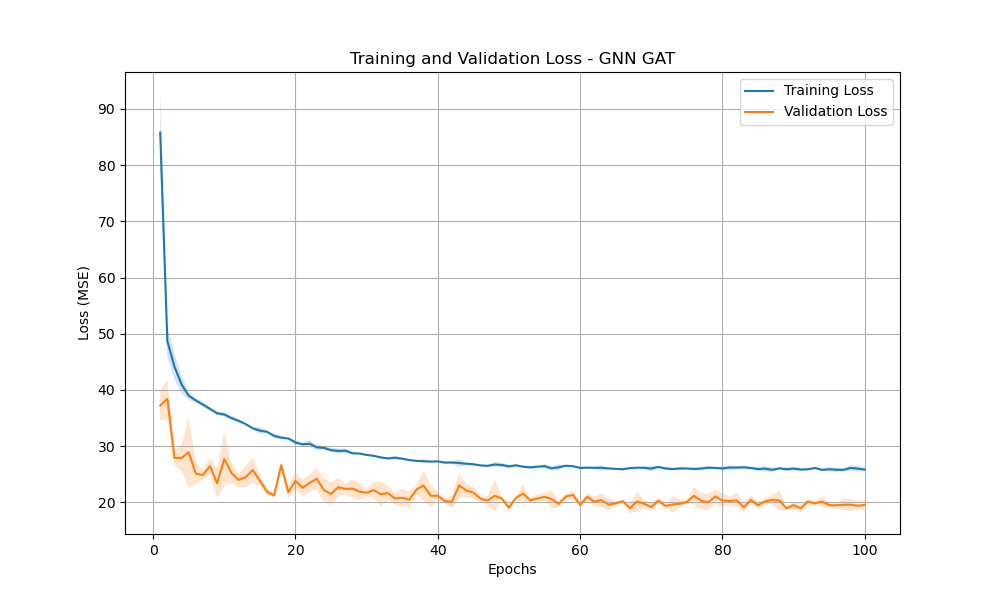 Training and Validation Loss - GNN GAT
Training Loss
Validation Loss
Loss (MSE)
90
80
70
60
50
40
30
20
0
20
40
60
80
100
Epochs